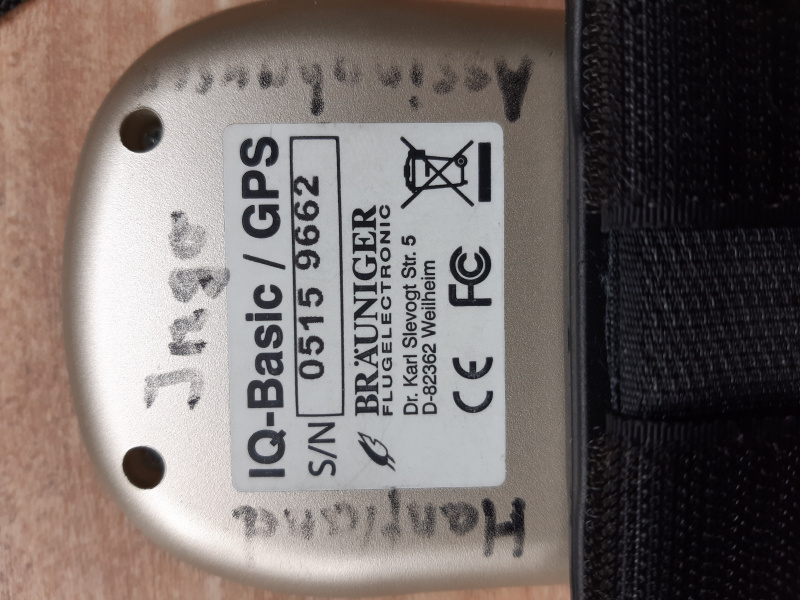 Inge
IQ-Basic / GPS
S/N 0515 9662
BRÄUNIGER
FLUGELECTRONIC
Dr. Karl Slevogt Str. 5
D-82362 Weilheim
CE FC